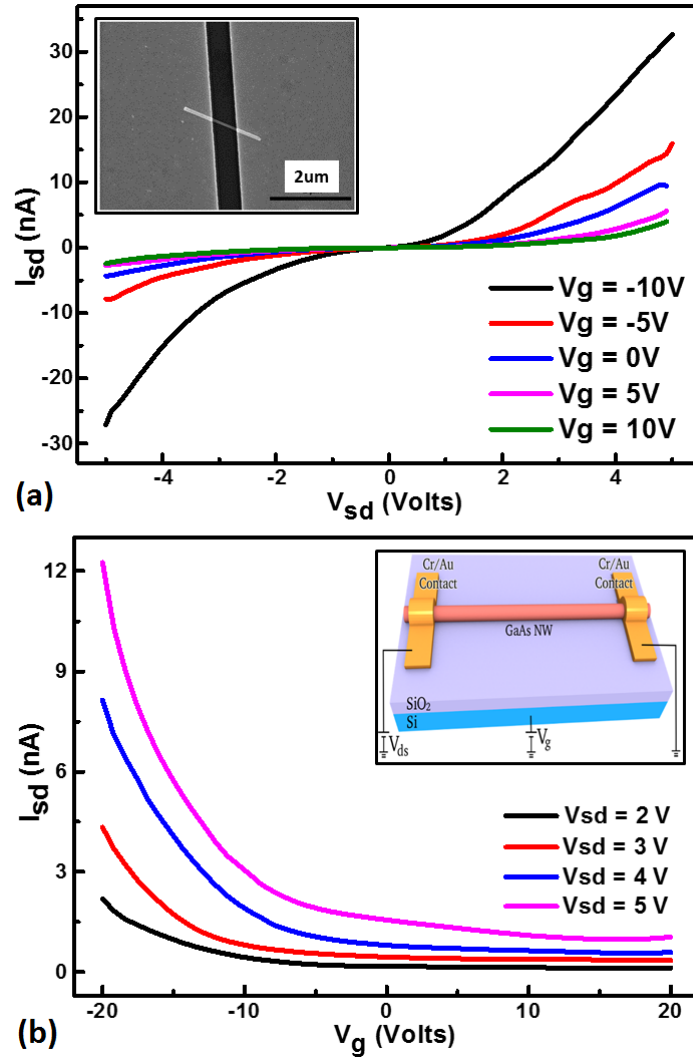 30
20
10
0
-10
-20
-30
I_sd (nA)
2um
Vg = -10V
Vg = -5V
Vg = 0V
Vg = 5V
Vg = 10V
-4
-2
0
2
4
V_sd (Volts)
(a)
12
9
6
3
0
I_sd (nA)
Cr/Au
Contact
Cr/Au
Contact
GaAs NW
SiO₂
Si
V_ds
V_g
Vsd = 2 V
Vsd = 3 V
Vsd = 4 V
Vsd = 5 V
-20
-10
0
10
20
V_g (Volts)
(b)